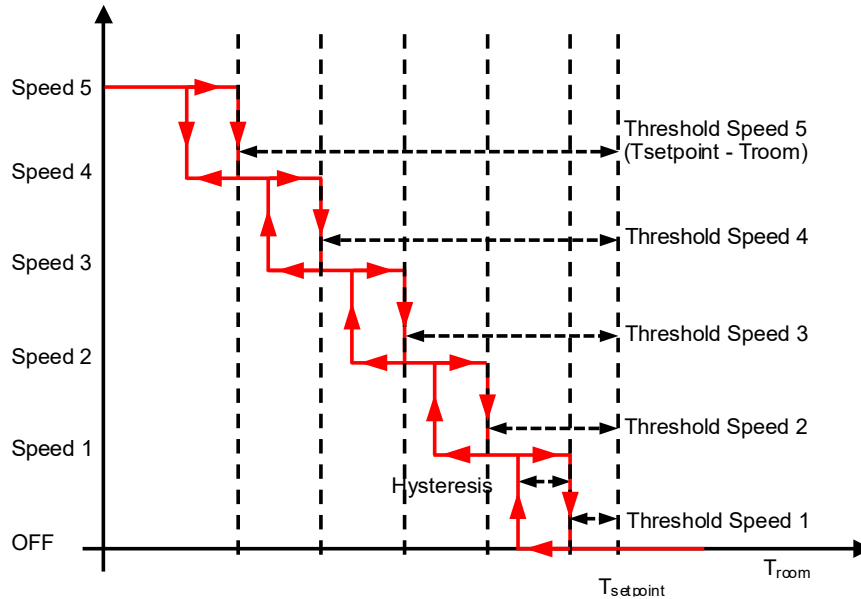 Speed 5
Threshold Speed 5
(Tsetpoint - Troom)
Speed 4
Threshold Speed 4
Speed 3
Threshold Speed 3
Speed 2
Threshold Speed 2
Speed 1
Hysteresis
Threshold Speed 1
OFF
Troom
Tsetpoint